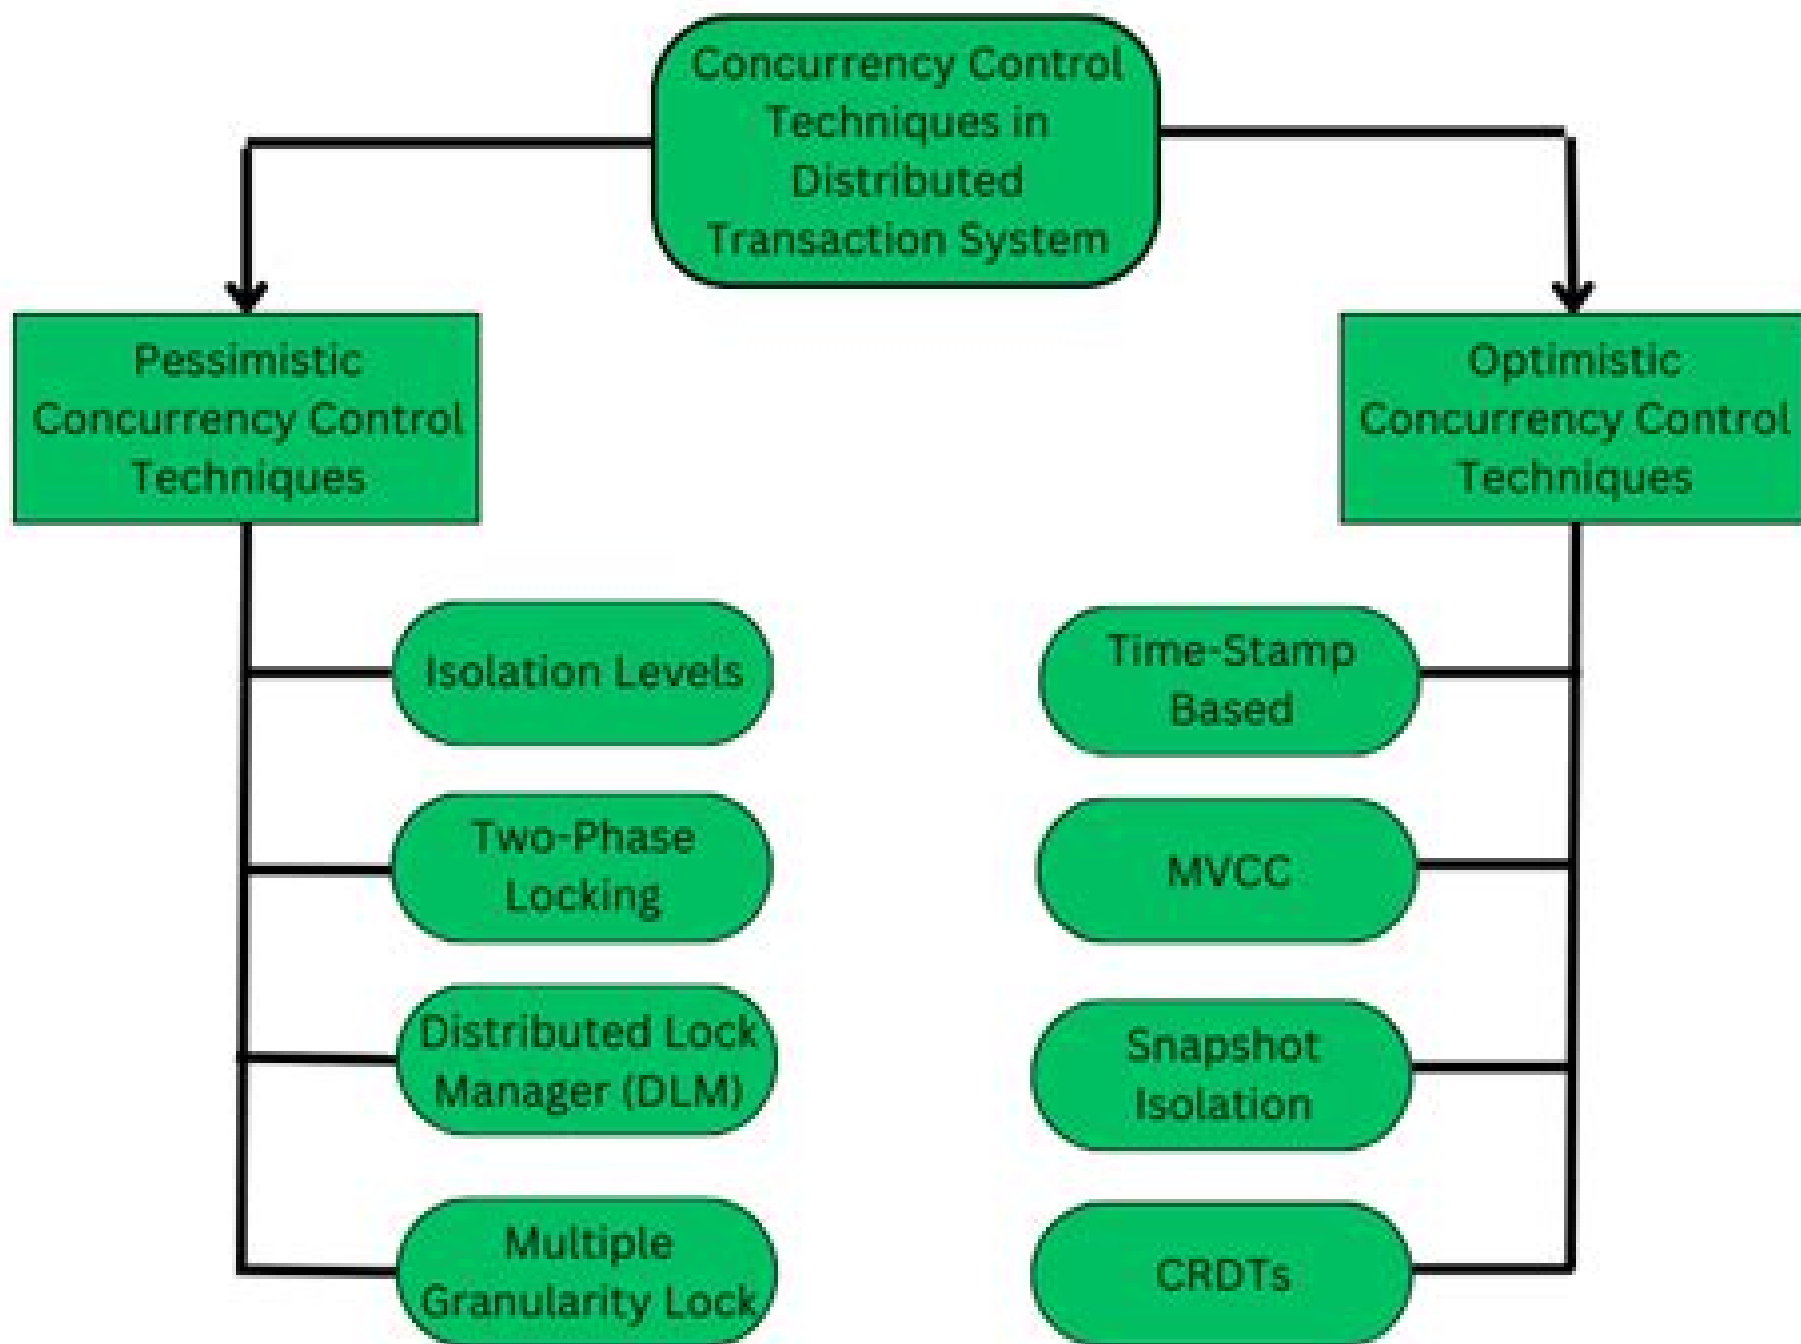 Concurrency Control
Techniques in
Distributed
Transaction System
Pessimistic
Concurrency Control
Techniques
Optimistic
Concurrency Control
Techniques
Isolation Levels
Two-Phase
Locking
Distributed Lock
Manager (DLM)
Multiple
Granularity Lock
Time-Stamp
Based
MVCC
Snapshot
Isolation
CRDTs